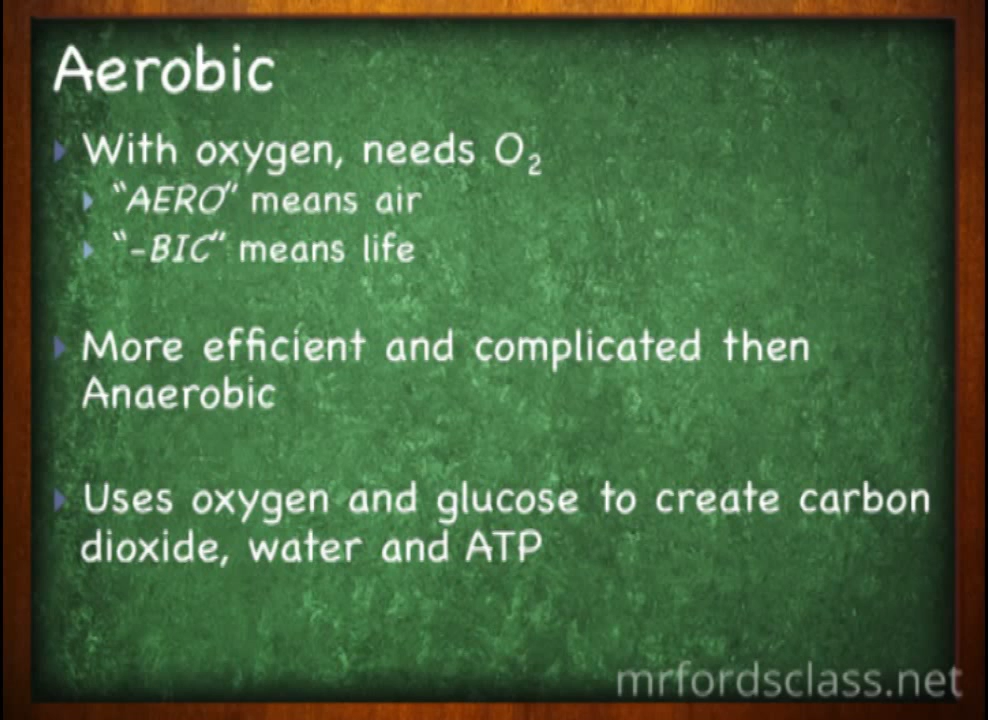 Aerobic
With oxygen, needs O₂
“AERO” means air
“-BIC” means life
More efficient and complicated then
Anaerobic
Uses oxygen and glucose to create carbon
dioxide, water and ATP
mrfordsclass.net